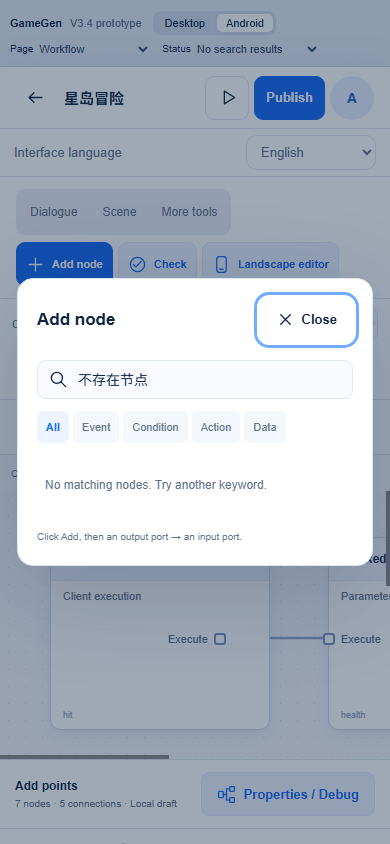 GameGen V3.4 prototype Desktop Android
Page Workflow Status No search results
星岛冒险 Publish A
Interface language English
Dialogue Scene More tools
Add node Check Landscape editor
Add node Close
不存在节点
All Event Condition Action Data
No matching nodes. Try another keyword.
Click Add, then an output port → an input port.
Client execution Parameter
Execute Execute
hit health
Add points
7 nodes · 5 connections · Local draft
Properties / Debug